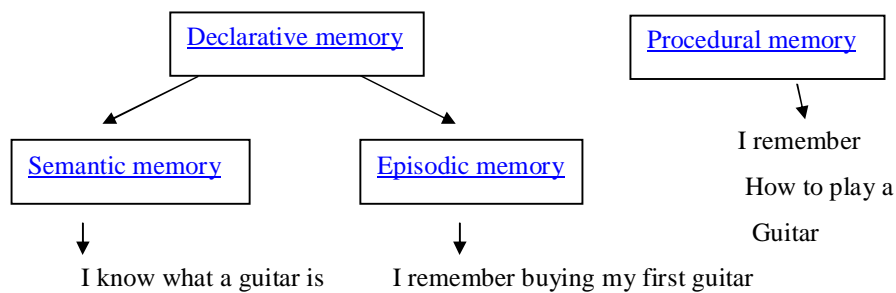 Declarative memory
Procedural memory
Semantic memory
Episodic memory
I remember
How to play a
Guitar
I know what a guitar is
I remember buying my first guitar